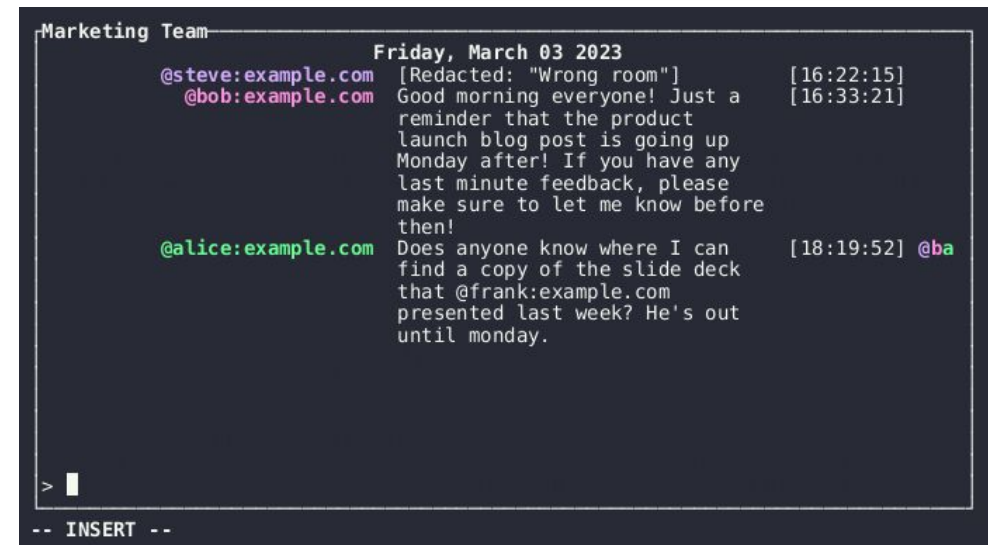 Marketing Team
Friday, March 03 2023
@steve:example.com [Redacted: "Wrong room"] [16:22:15]
@bob:example.com Good morning everyone! Just a [16:33:21]
reminder that the product
launch blog post is going up
Monday after! If you have any
last minute feedback, please
make sure to let me know before
then!
@alice:example.com Does anyone know where I can [18:19:52] @ba
find a copy of the slide deck
that @frank:example.com
presented last week? He's out
until monday.
>
-- INSERT --